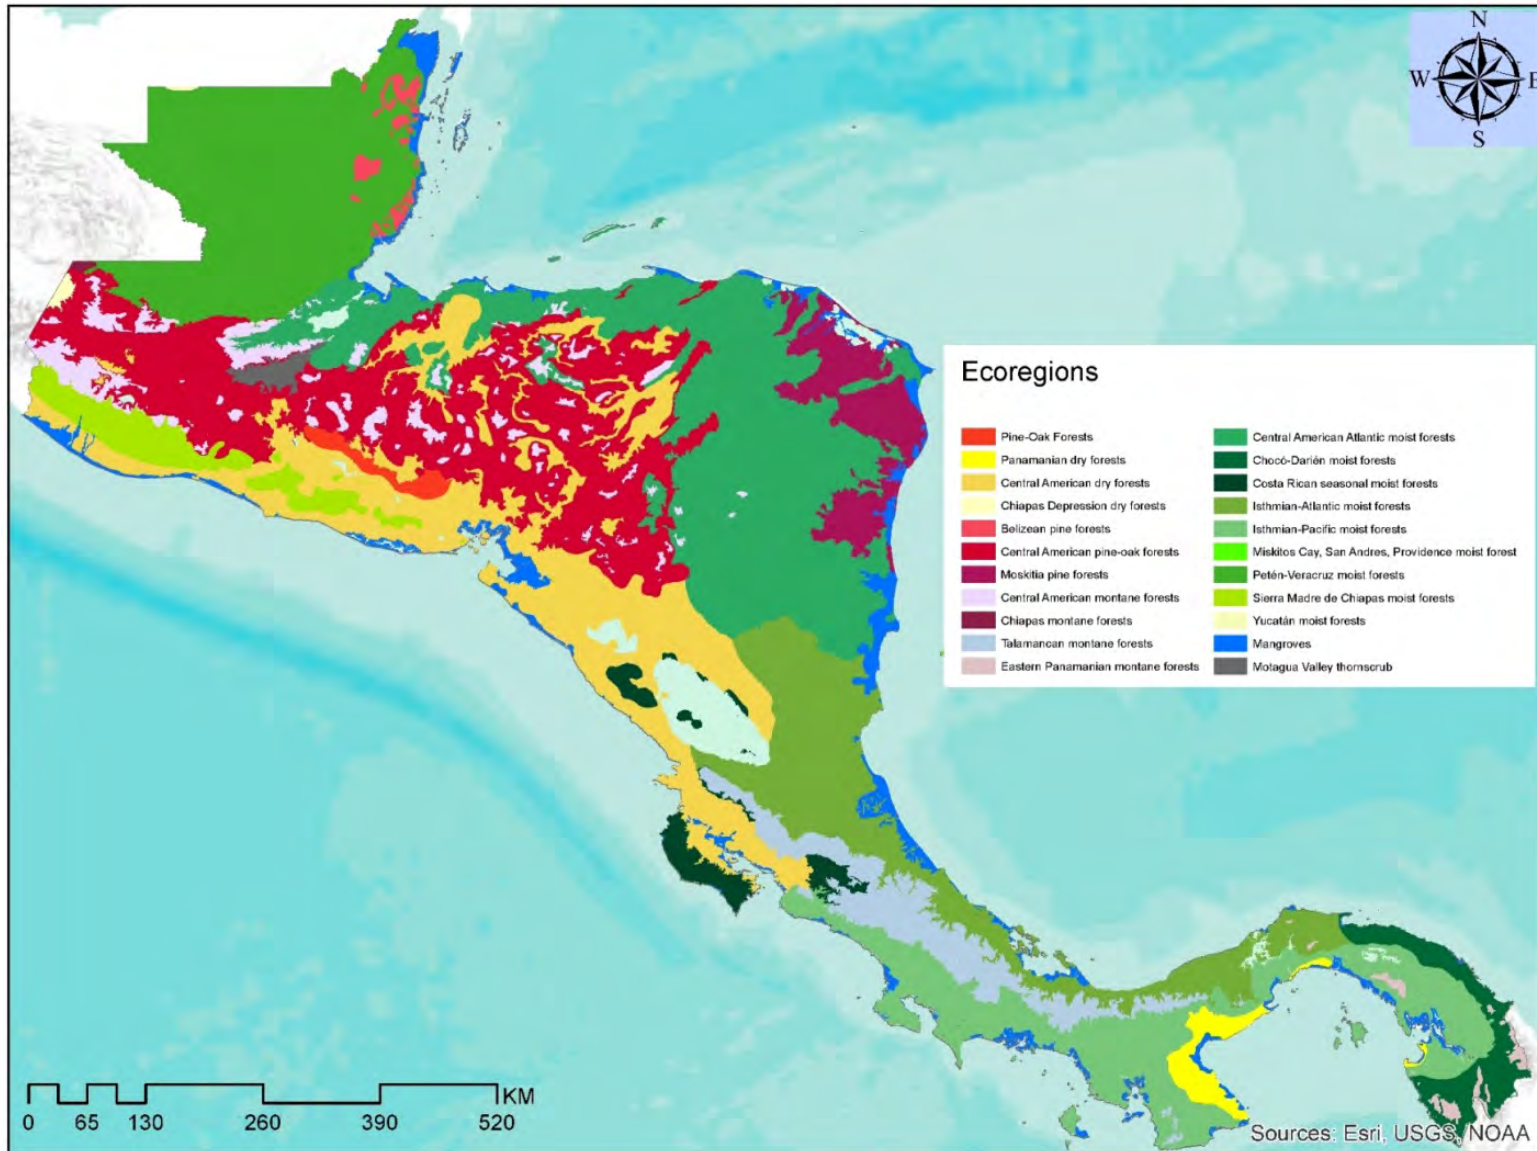 N
W E
S
Ecoregions
Pine-Oak Forests
Panamanian dry forests
Central American dry forests
Chiapas Depression dry forests
Belizean pine forests
Central American pine-oak forests
Moskitia pine forests
Central American montane forests
Chiapas montane forests
Talamancan montane forests
Eastern Panamanian montane forests
Central American Atlantic moist forests
Chocó-Darién moist forests
Costa Rican seasonal moist forests
Isthmian-Atlantic moist forests
Isthmian-Pacific moist forests
Miskitos Cay, San Andres, Providence moist forest
Petén-Veracruz moist forests
Sierra Madre de Chiapas moist forests
Yucatán moist forests
Mangroves
Motagua Valley thornscrub
KM
0 65 130 260 390 520
Sources: Esri, USGS, NOAA